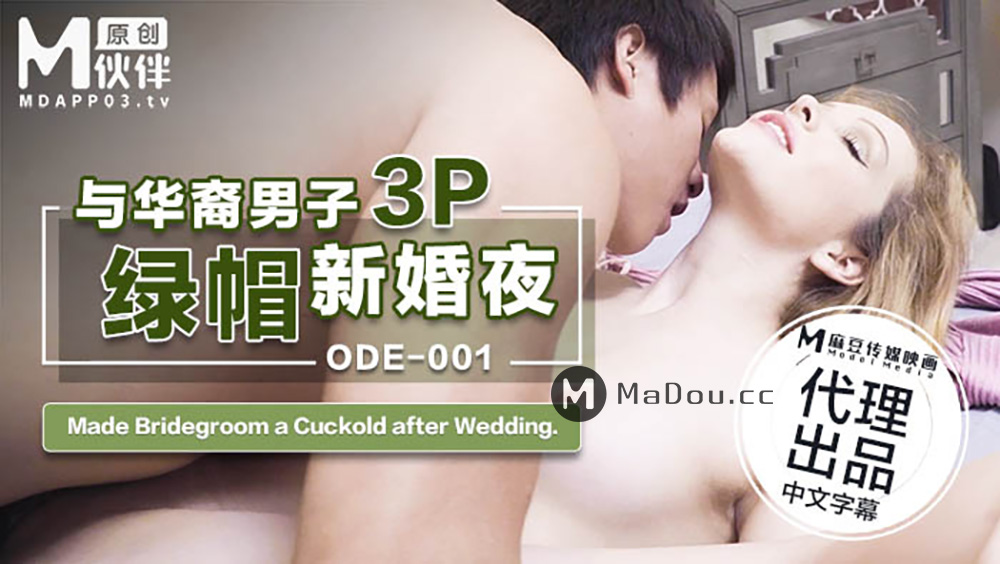 M 原创
伙伴
MDAPP03.tv
与华裔男子3P
绿帽新婚夜
ODE-001
Made Bridegroom a Cuckold after Wedding.
M MaDou.cc
M 麻豆传媒映画
Model Media
代理
出品
中文字幕